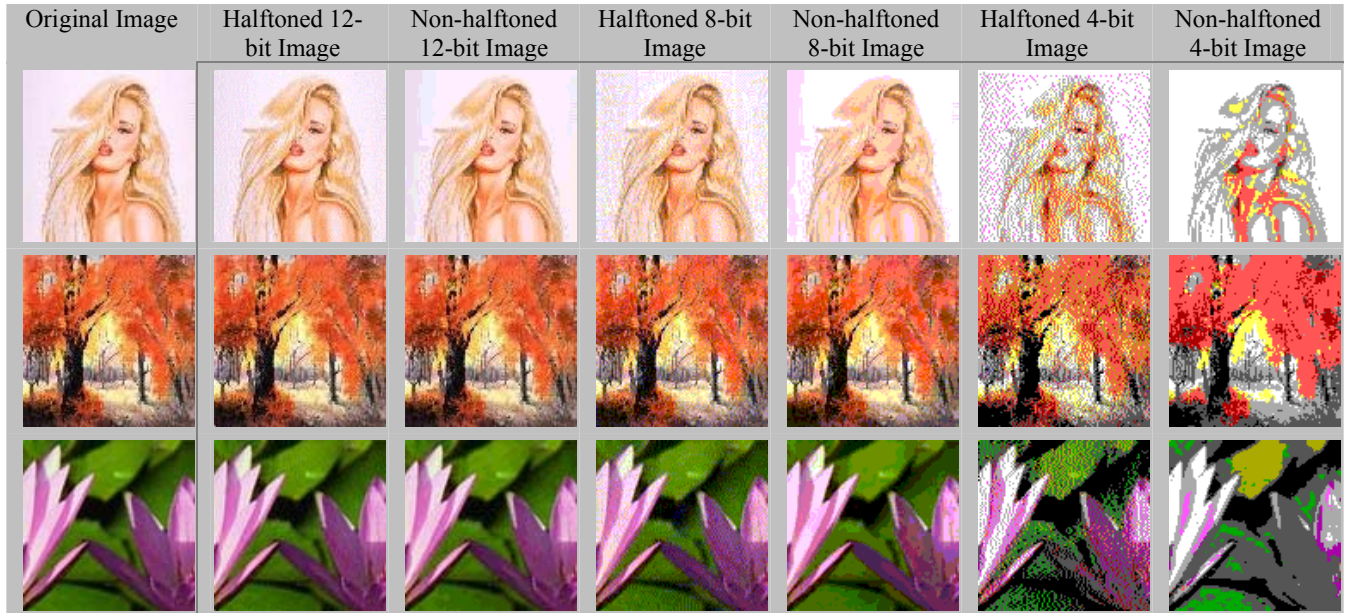 Original Image
Halftoned 12-
bit Image
Non-halftoned
12-bit Image
Halftoned 8-bit
Image
Non-halftoned
8-bit Image
Halftoned 4-bit
Image
Non-halftoned
4-bit Image